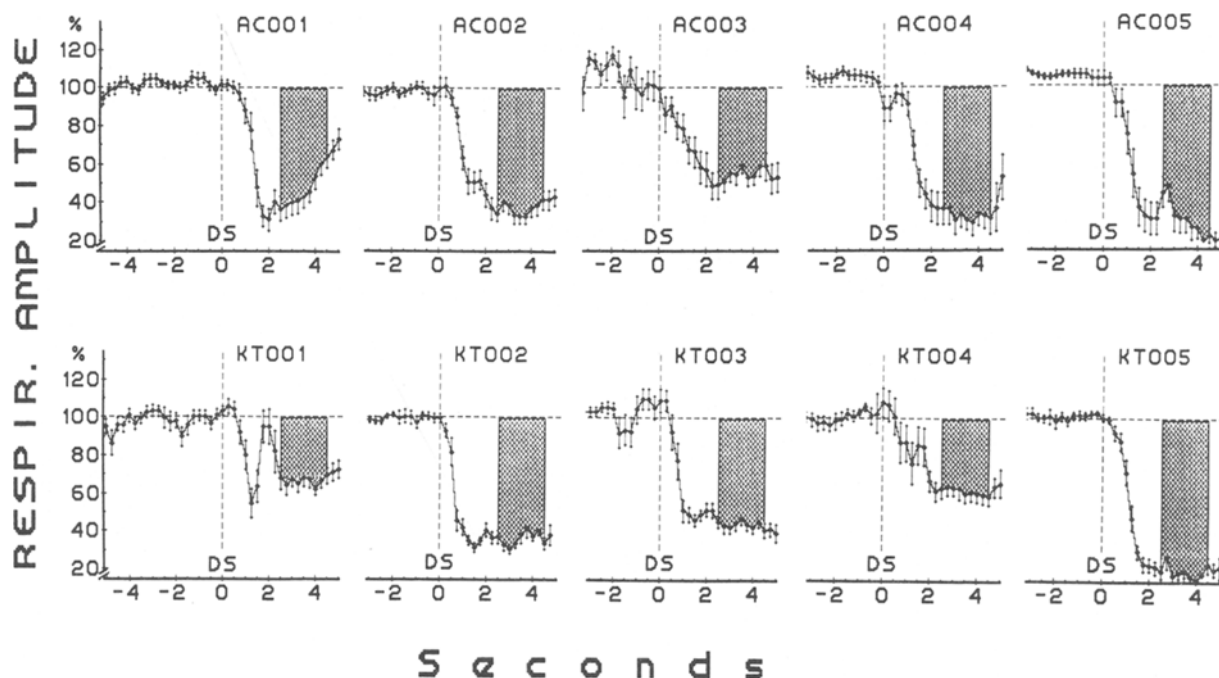 RESPIR. AMPLITUDE
% AC001 AC002 AC003 AC004 AC005
120
100
80
60
40
20
DS DS DS DS DS
-4 -2 0 2 4 -2 0 2 4 -2 0 2 4 -2 0 2 4 -2 0 2 4
% KT001 KT002 KT003 KT004 KT005
120
100
80
60
40
20
DS DS DS DS DS
-4 -2 0 2 4 -2 0 2 4 -2 0 2 4 -2 0 2 4 -2 0 2 4
Seconds